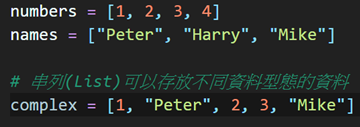 numbers = [1, 2, 3, 4]
names = ["Peter", "Harry", "Mike"]
# 串列(List)可以存放不同資料型態的資料
complex = [1, "Peter", 2, 3, "Mike"]